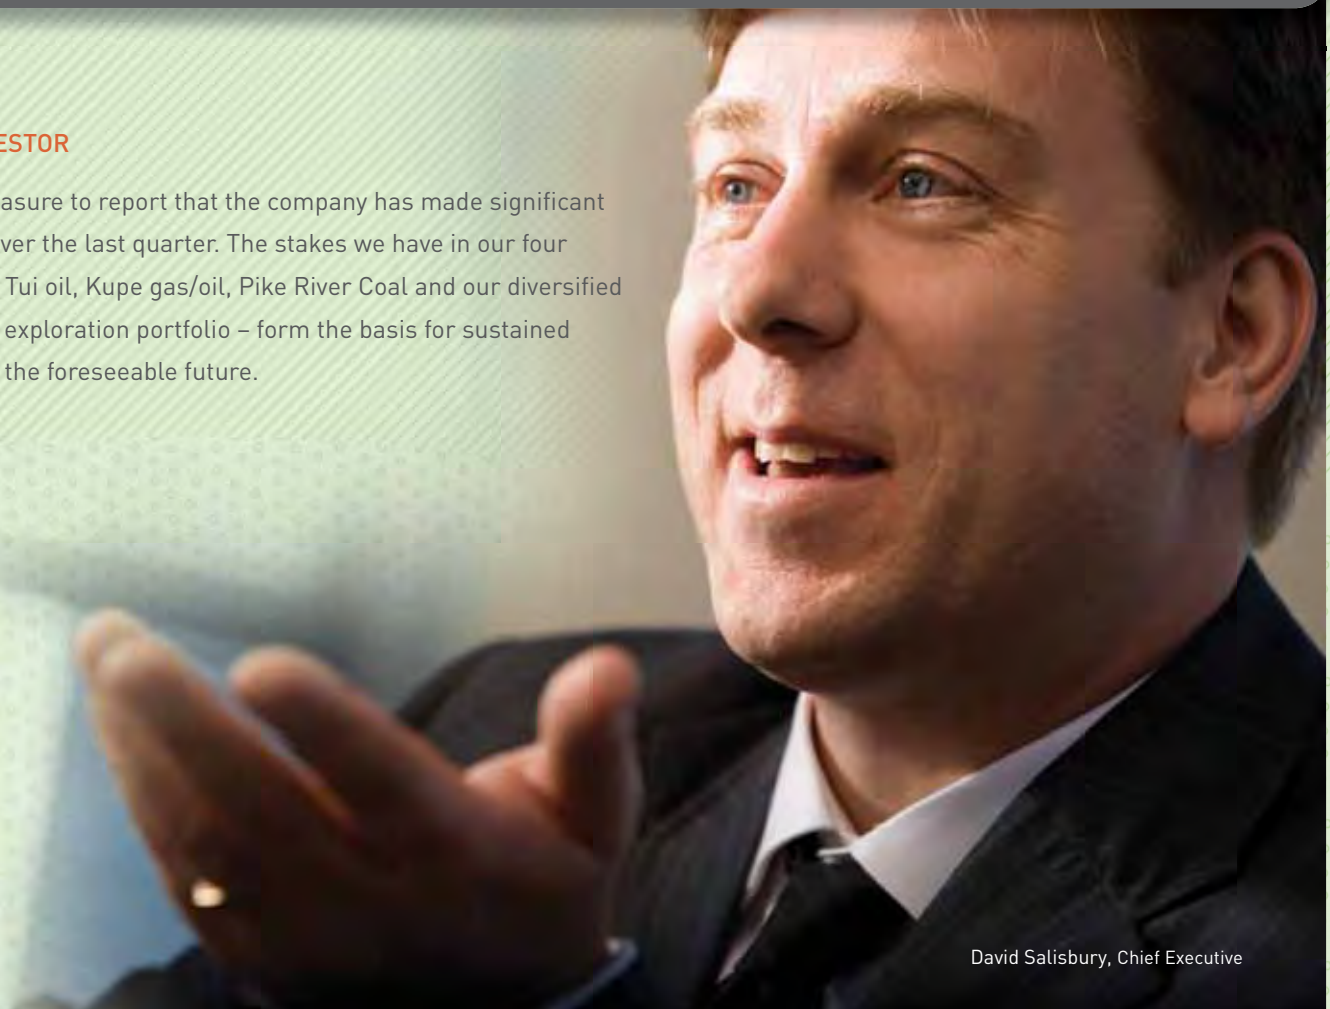 ESTOR
asure to report that the company has made significant
ver the last quarter. The stakes we have in our four
Tui oil, Kupe gas/oil, Pike River Coal and our diversified
exploration portfolio – form the basis for sustained
the foreseeable future.
David Salisbury, Chief Executive